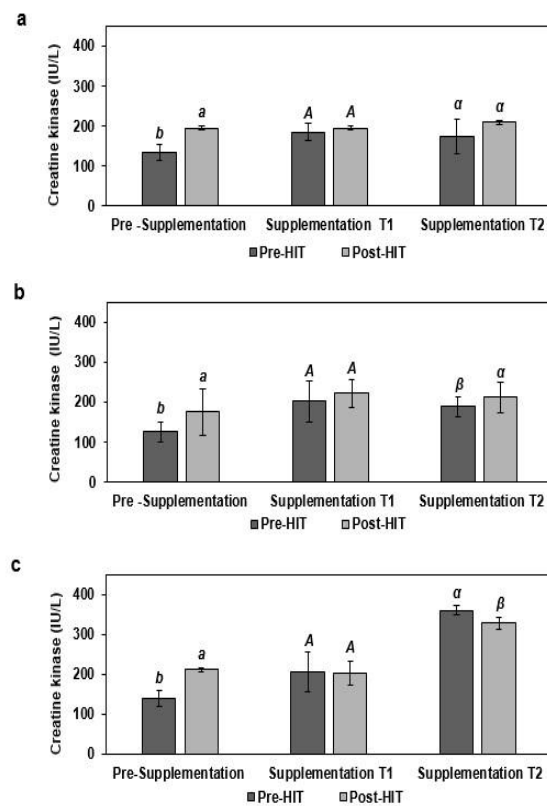 a
Creatine kinase (IU/L)
400
300
200
100
0
b
a
A
A
α
α
Pre -Supplementation
Supplementation T1
Supplementation T2
Pre-HIT
Post-HIT
b
Creatine kinase (IU/L)
400
300
200
100
0
b
a
A
A
β
α
Pre -Supplementation
Supplementation T1
Supplementation T2
Pre-HIT
Post-HIT
c
Creatine kinase (IU/L)
400
300
200
100
0
b
a
A
A
α
β
Pre-Supplementation
Supplementation T1
Supplementation T2
Pre-HIT
Post-HIT